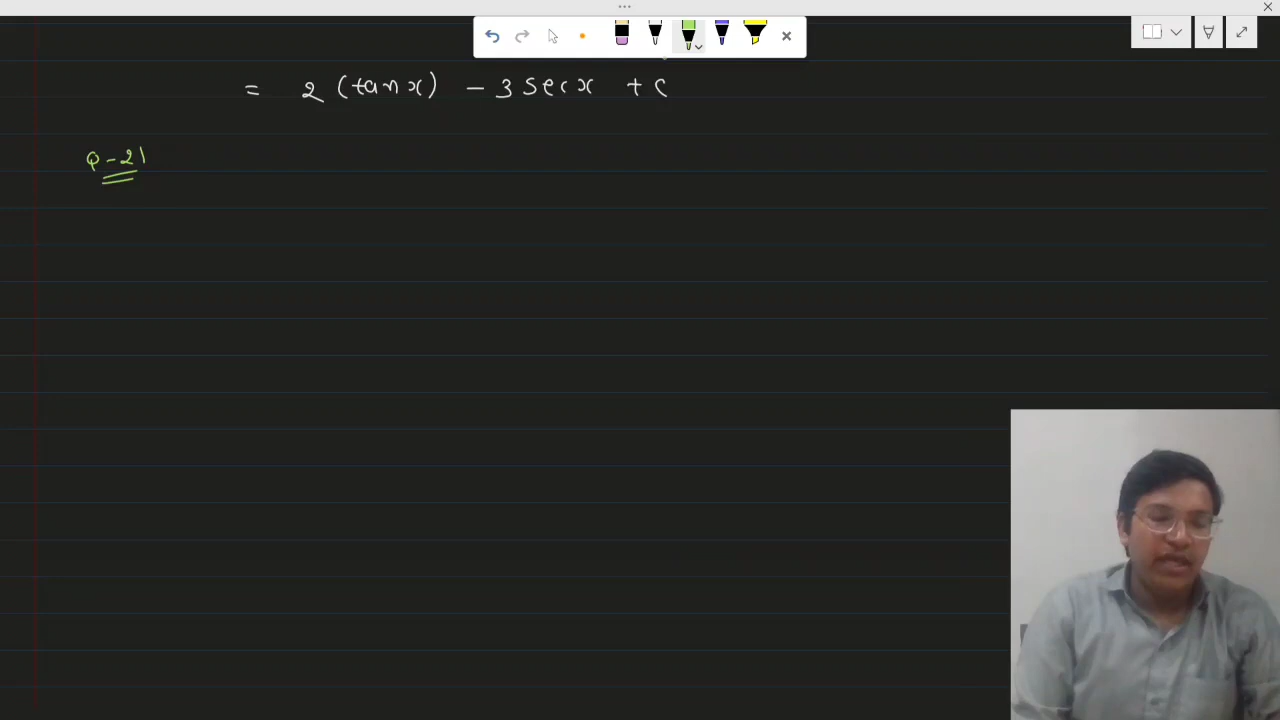 = 2 (tan x) - 3 sec x + c
Q-21